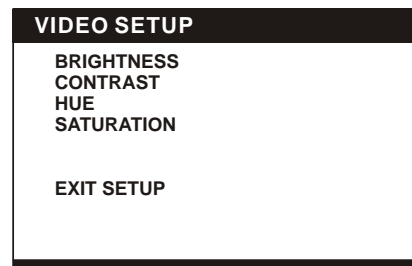 VIDEO SETUP
BRIGHTNESS
CONTRAST
HUE
SATURATION
EXIT SETUP